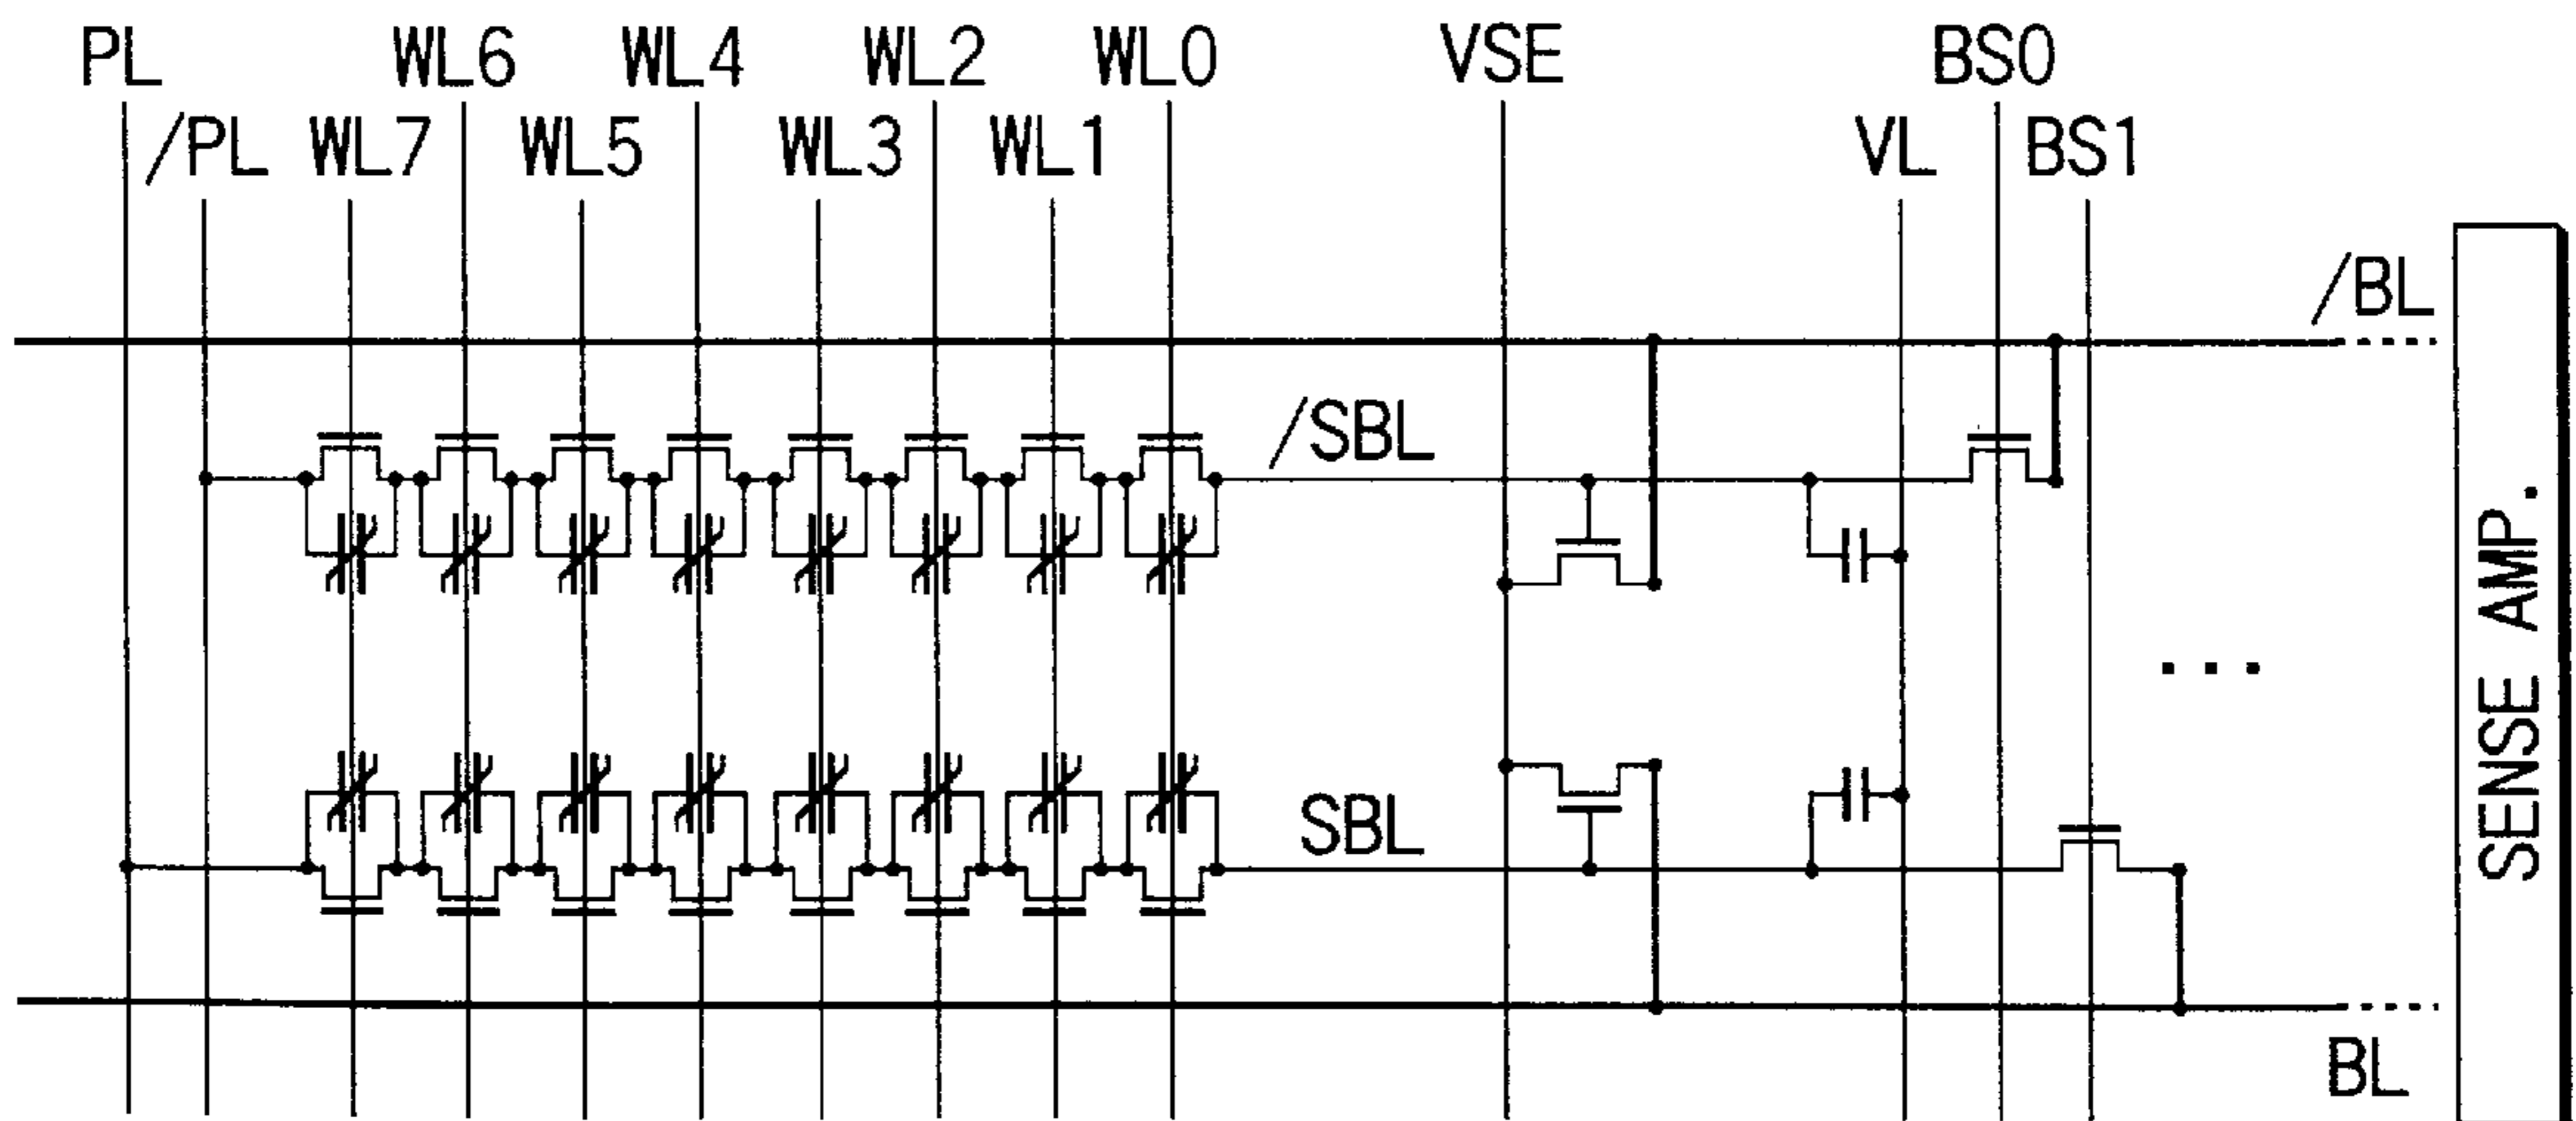 PL WL6 WL4 WL2 WL0 VSE BS0
/PL WL7 WL5 WL3 WL1 VL BS1
/BL
/SBL
SENSE AMP.
SBL
BL